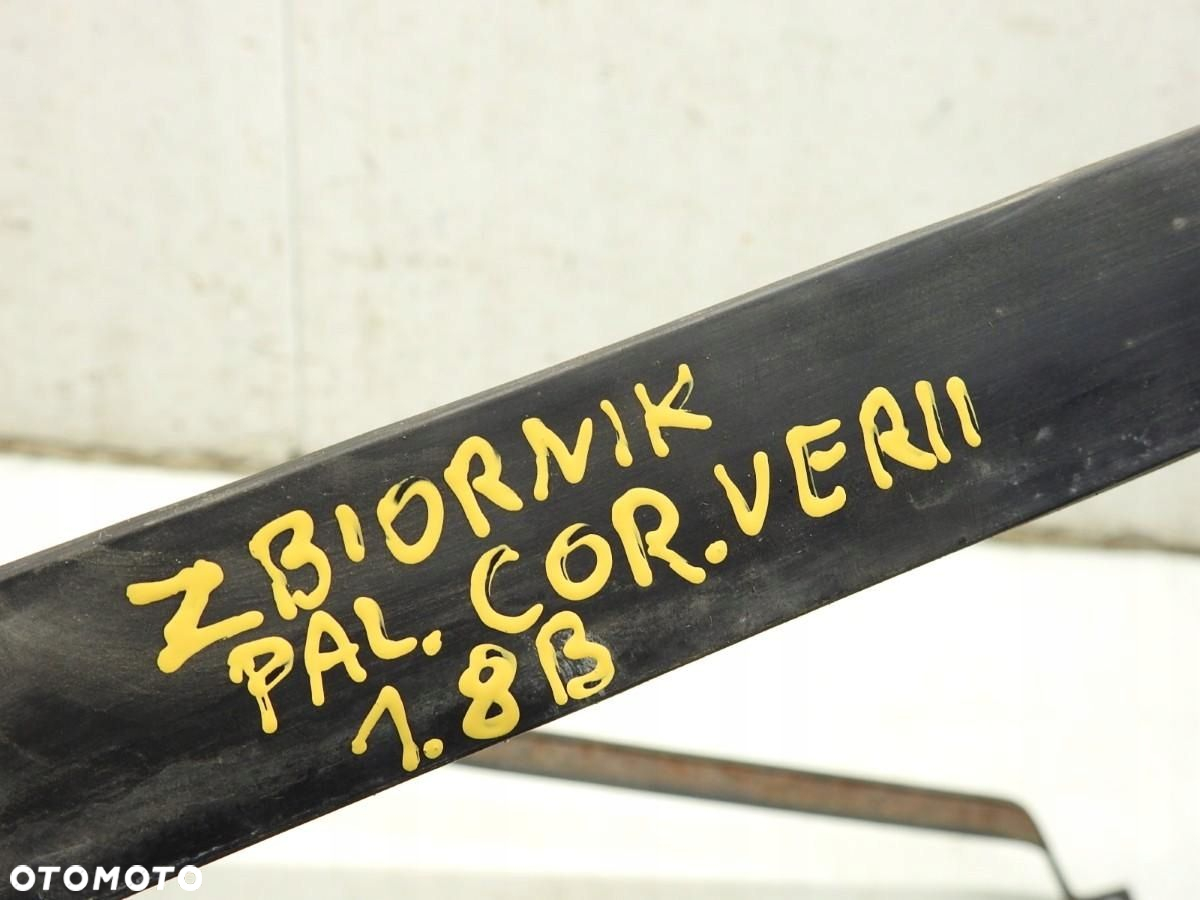 ZBIORNIK
PAL. COR. VERII
1.8B
OTOMOTO